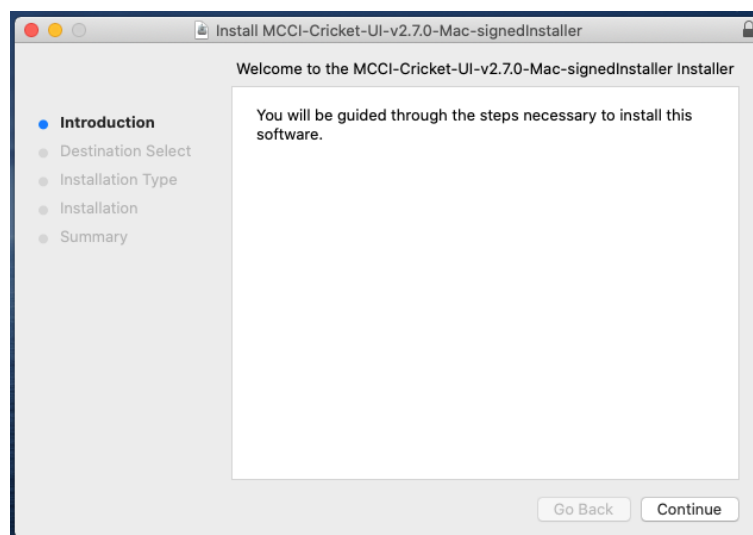 Install MCCI-Cricket-UI-v2.7.0-Mac-signedInstaller
Welcome to the MCCI-Cricket-UI-v2.7.0-Mac-signedInstaller Installer
Introduction
Destination Select
Installation Type
Installation
Summary
You will be guided through the steps necessary to install this
software.
Go Back
Continue